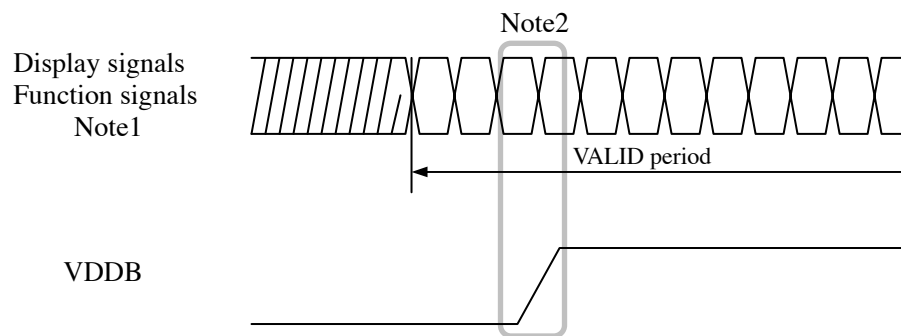 Note2
Display signals
Function signals
Note1
VALID period
VDDB